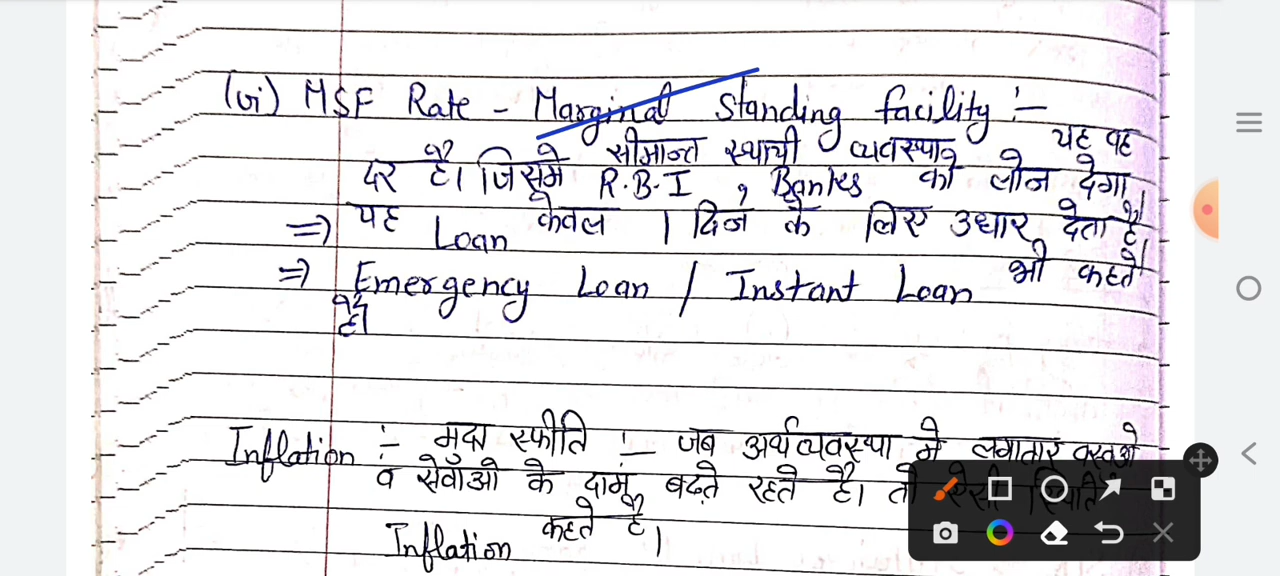 (vi) MSF Rate - Marginal Standing facility :-
सीमान्त स्थायी व्यवस्था यह वह
दर है। जिसमे R.B.I , Banks को लोन देगा
⇒ यह Loan केवल 1 दिन के लिए उधार देता है।
⇒ Emergency Loan / Instant Loan भी कहते
है।
Inflation :- मुद्रा स्फीति :- जब अर्थव्यवस्था मे लगातार वस्तुओ
व सेवाओ के दाम बढ़ते रहते है। तो ऐसी स्थिति
Inflation कहते है।